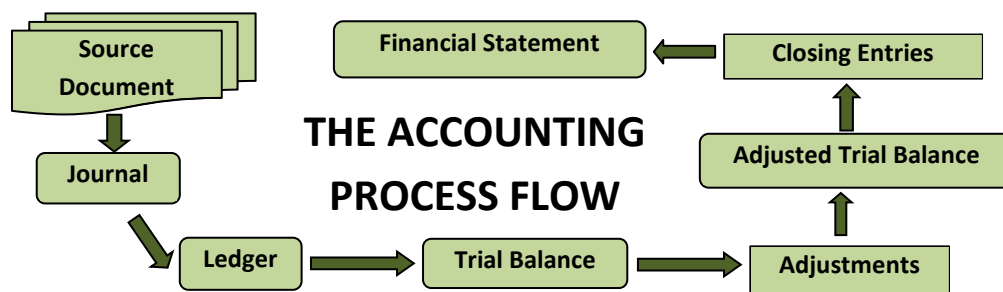 Source
Document
Financial Statement
Closing Entries
THE ACCOUNTING
PROCESS FLOW
Journal
Adjusted Trial Balance
Ledger
Trial Balance
Adjustments